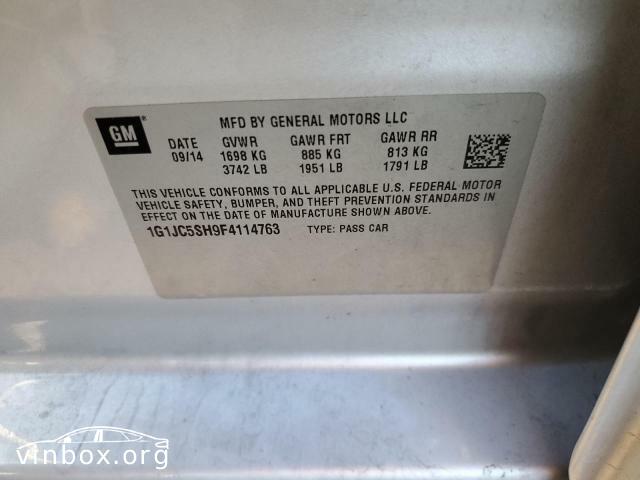 GM
MFD BY GENERAL MOTORS LLC
DATE GVWR GAWR FRT GAWR RR
09/14 1698 KG 885 KG 813 KG
3742 LB 1951 LB 1791 LB
THIS VEHICLE CONFORMS TO ALL APPLICABLE U.S. FEDERAL MOTOR
VEHICLE SAFETY, BUMPER, AND THEFT PREVENTION STANDARDS IN
EFFECT ON THE DATE OF MANUFACTURE SHOWN ABOVE.
1G1JC5SH9F4114763 TYPE: PASS CAR
vinbox.org